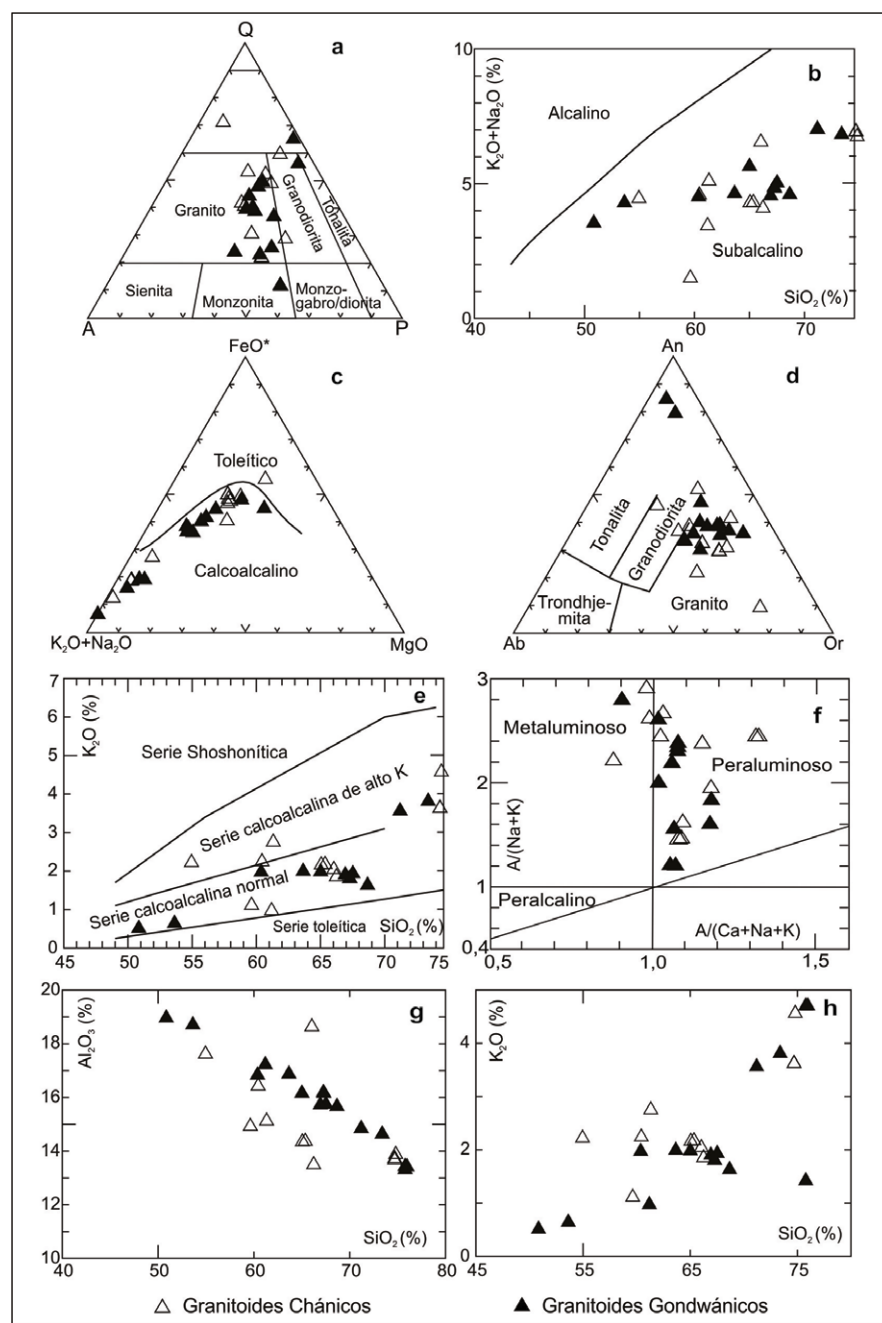 a
Q
Granito
Granodiorita
Tonalita
Sienita
Monzonita
Monzo-
gabro/diorita
A
P
b
K₂O+Na₂O (%)
10
5
0
Alcalino
Subalcalino
SiO₂ (%)
40
50
60
70
c
FeO*
Toleítico
Calcoalcalino
K₂O+Na₂O
MgO
d
An
Tonalita
Granodiorita
Trondhje-
mita
Granito
Ab
Or
e
K₂O (%)
7
6
5
4
3
2
1
0
Serie Shoshonítica
Serie calcoalcalina de alto K
Serie calcoalcalina normal
Serie toleítica
SiO₂ (%)
45
50
55
60
65
70
75
f
A/(Na+K)
3
2
1
0,4
Metaluminoso
Peraluminoso
Peralcalino
A/(Ca+Na+K)
0,5
1,0
1,5
g
Al₂O₃ (%)
20
18
16
14
12
10
SiO₂ (%)
40
50
60
70
80
h
K₂O (%)
4
2
0
SiO₂ (%)
45
55
65
75
△ Granitoides Chánicos
▲ Granitoides Gondwánicos